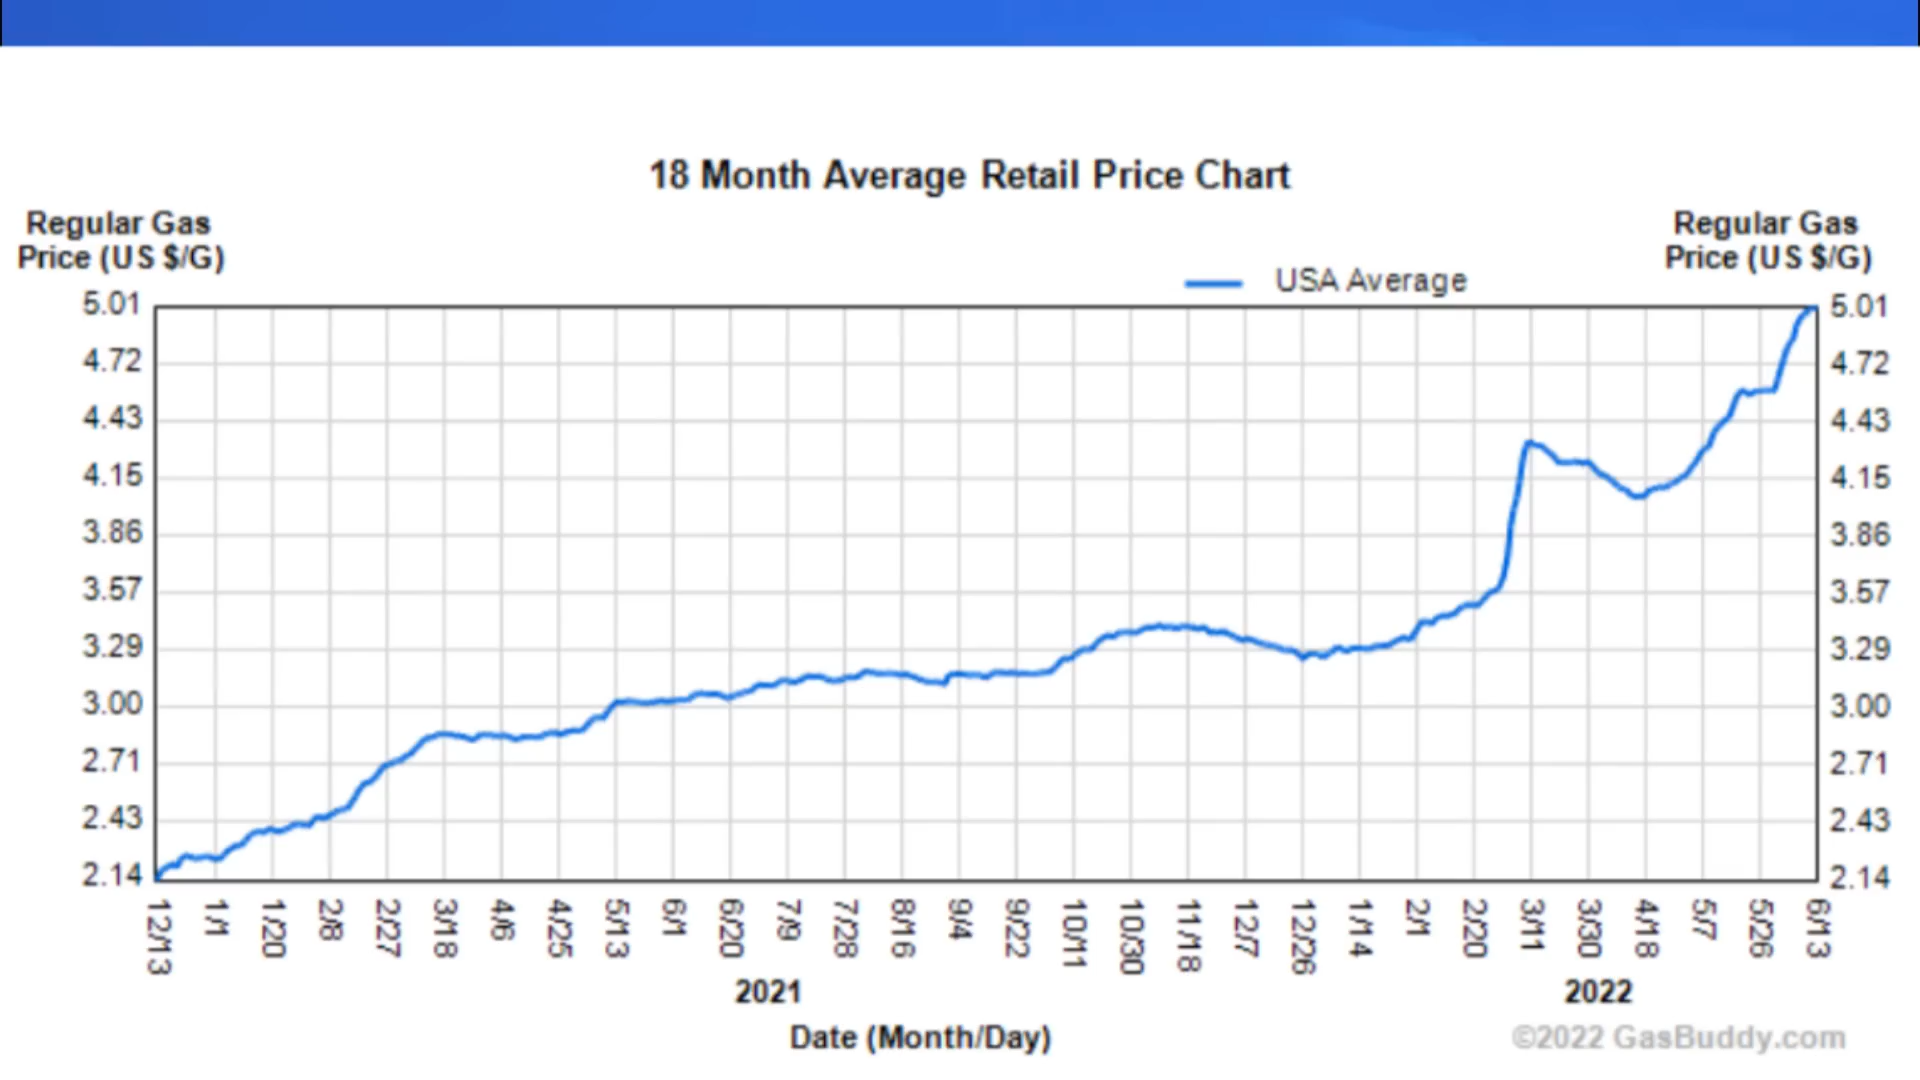 18 Month Average Retail Price Chart
Regular Gas
Price (US $/G)
Regular Gas
Price (US $/G)
USA Average
5.01
4.72
4.43
4.15
3.86
3.57
3.29
3.00
2.71
2.43
2.14
5.01
4.72
4.43
4.15
3.86
3.57
3.29
3.00
2.71
2.43
2.14
12/13 1/1 1/20 2/8 2/27 3/18 4/6 4/25 5/13 6/1 6/20 7/9 7/28 8/16 9/4 9/22 10/11 10/30 11/18 12/7 12/26 1/14 2/1 2/20 3/11 3/30 4/18 5/7 5/26 6/13
2021 2022
Date (Month/Day)
©2022 GasBuddy.com